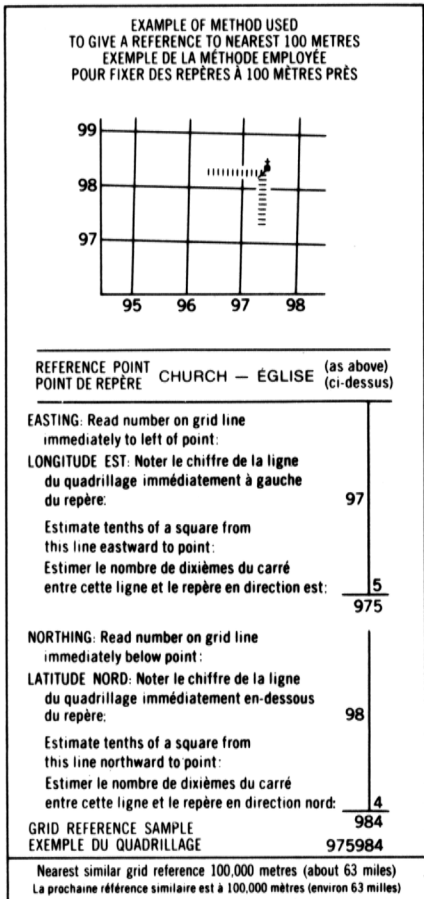 EXAMPLE OF METHOD USED
TO GIVE A REFERENCE TO NEAREST 100 METRES
EXEMPLE DE LA MÉTHODE EMPLOYÉE
POUR FIXER DES REPÈRES À 100 MÈTRES PRÈS
99
98
97
95 96 97 98
REFERENCE POINT
POINT DE REPÈRE
CHURCH — ÉGLISE
(as above)
(ci-dessus)
EASTING: Read number on grid line
immediately to left of point:
LONGITUDE EST: Noter le chiffre de la ligne
du quadrillage immédiatement à gauche
du repère: 97
Estimate tenths of a square from
this line eastward to point:
Estimer le nombre de dixièmes du carré
entre cette ligne et le repère en direction est: 5
975
NORTHING: Read number on grid line
immediately below point:
LATITUDE NORD: Noter le chiffre de la ligne
du quadrillage immédiatement en-dessous
du repère: 98
Estimate tenths of a square from
this line northward to point:
Estimer le nombre de dixièmes du carré
entre cette ligne et le repère en direction nord: 4
984
GRID REFERENCE SAMPLE
EXEMPLE DU QUADRILLAGE 975984
Nearest similar grid reference 100,000 metres (about 63 miles)
La prochaine référence similaire est à 100,000 mètres (environ 63 milles)